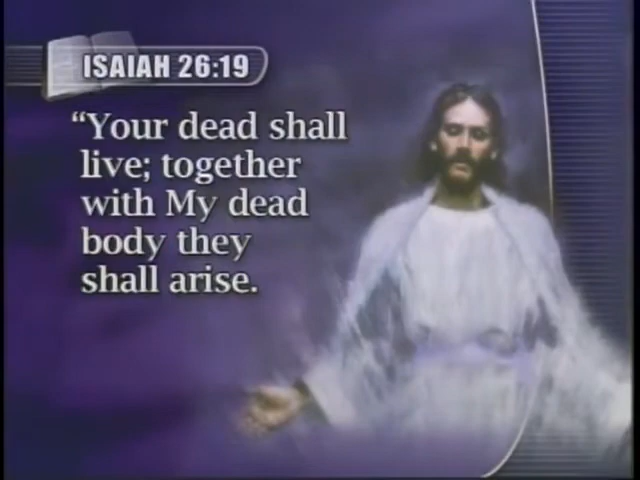 ISAIAH 26:19
“Your dead shall
live; together
with My dead
body they
shall arise.